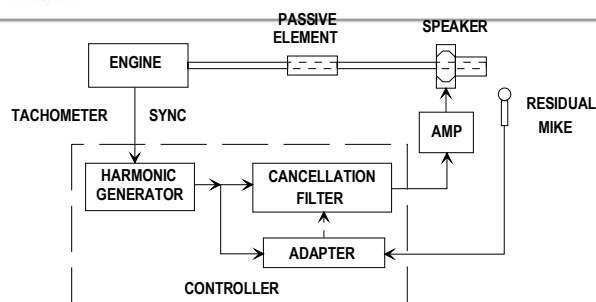 PASSIVE
ELEMENT
SPEAKER
ENGINE
TACHOMETER SYNC
RESIDUAL
MIKE
AMP
HARMONIC
GENERATOR
CANCELLATION
FILTER
ADAPTER
CONTROLLER